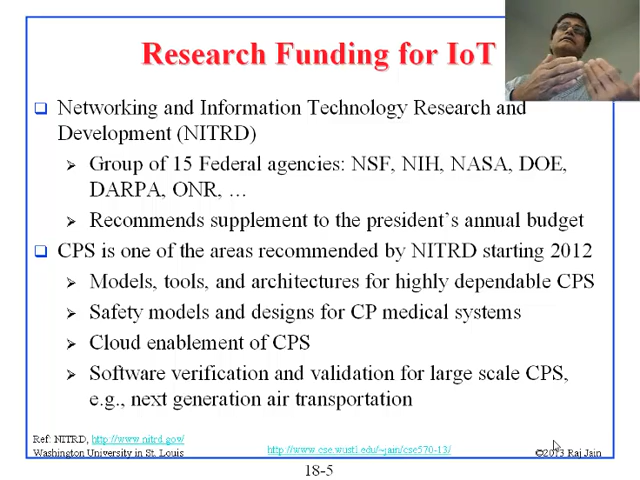 Research Funding for IoT
❑ Networking and Information Technology Research and
Development (NITRD)
➢ Group of 15 Federal agencies: NSF, NIH, NASA, DOE,
DARPA, ONR, …
➢ Recommends supplement to the president's annual budget
❑ CPS is one of the areas recommended by NITRD starting 2012
➢ Models, tools, and architectures for highly dependable CPS
➢ Safety models and designs for CP medical systems
➢ Cloud enablement of CPS
➢ Software verification and validation for large scale CPS,
e.g., next generation air transportation
Ref: NITRD, http://www.nitrd.gov/
Washington University in St. Louis
http://www.cse.wustl.edu/~jain/cse570-13/
©2013 Raj Jain
18-5